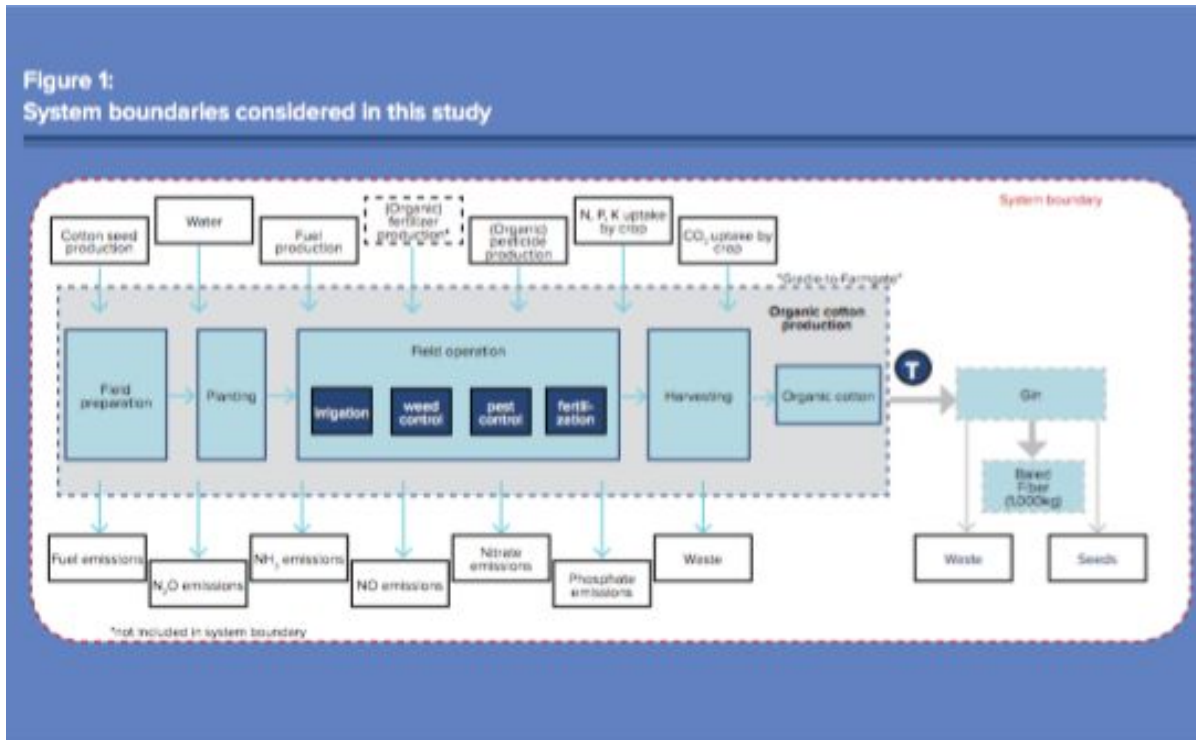 Figure 1:
System boundaries considered in this study
System boundary
Cotton seed
production
Water
Fuel
production
(Organic)
fertilizer
production*
(Organic)
pesticide
production
N, P, K uptake
by crop
CO₂ uptake by
crop
"Cradle-to-Farmgate"
Organic cotton
production
Field
preparation
Planting
Field operation
irrigation
weed
control
pest
control
fertili-
zation
Harvesting
Organic cotton
T
Gin
Baled
Fiber
(1,000kg)
Fuel emissions
N₂O emissions
NH₃ emissions
NO emissions
Nitrate
emissions
Phosphate
emissions
Waste
Waste
Seeds
*not included in system boundary